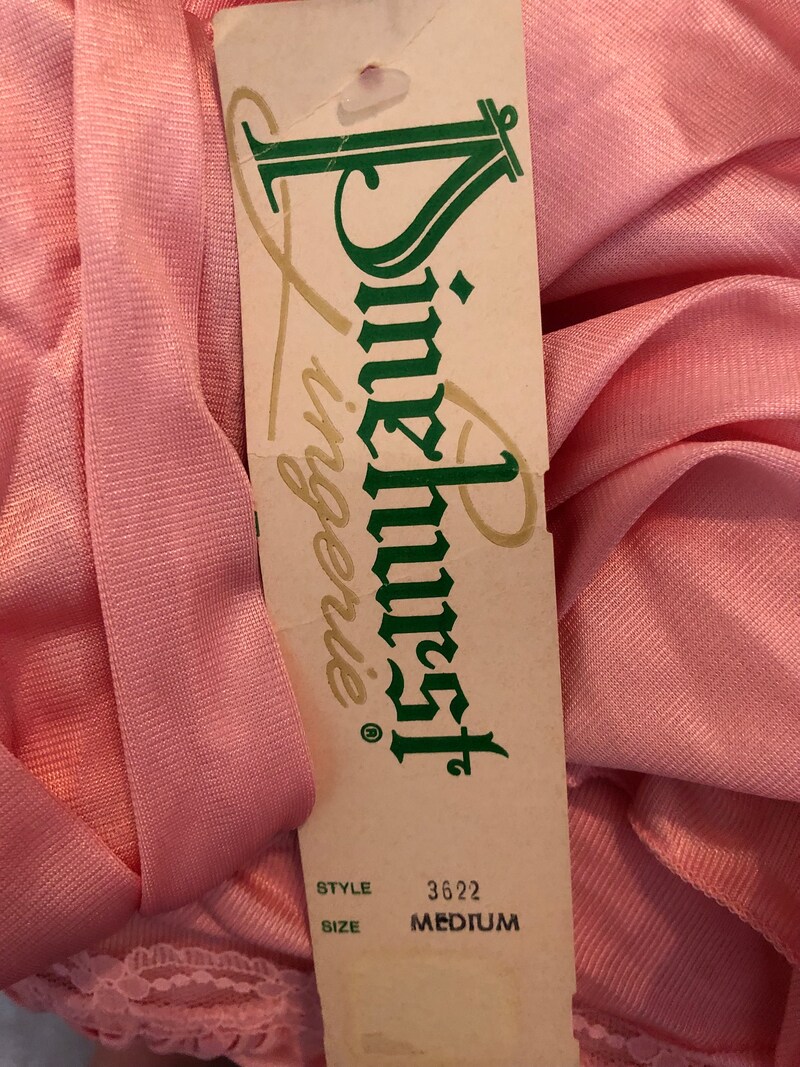 Pinehurst
Lingerie®
STYLE 3622
SIZE MEDIUM